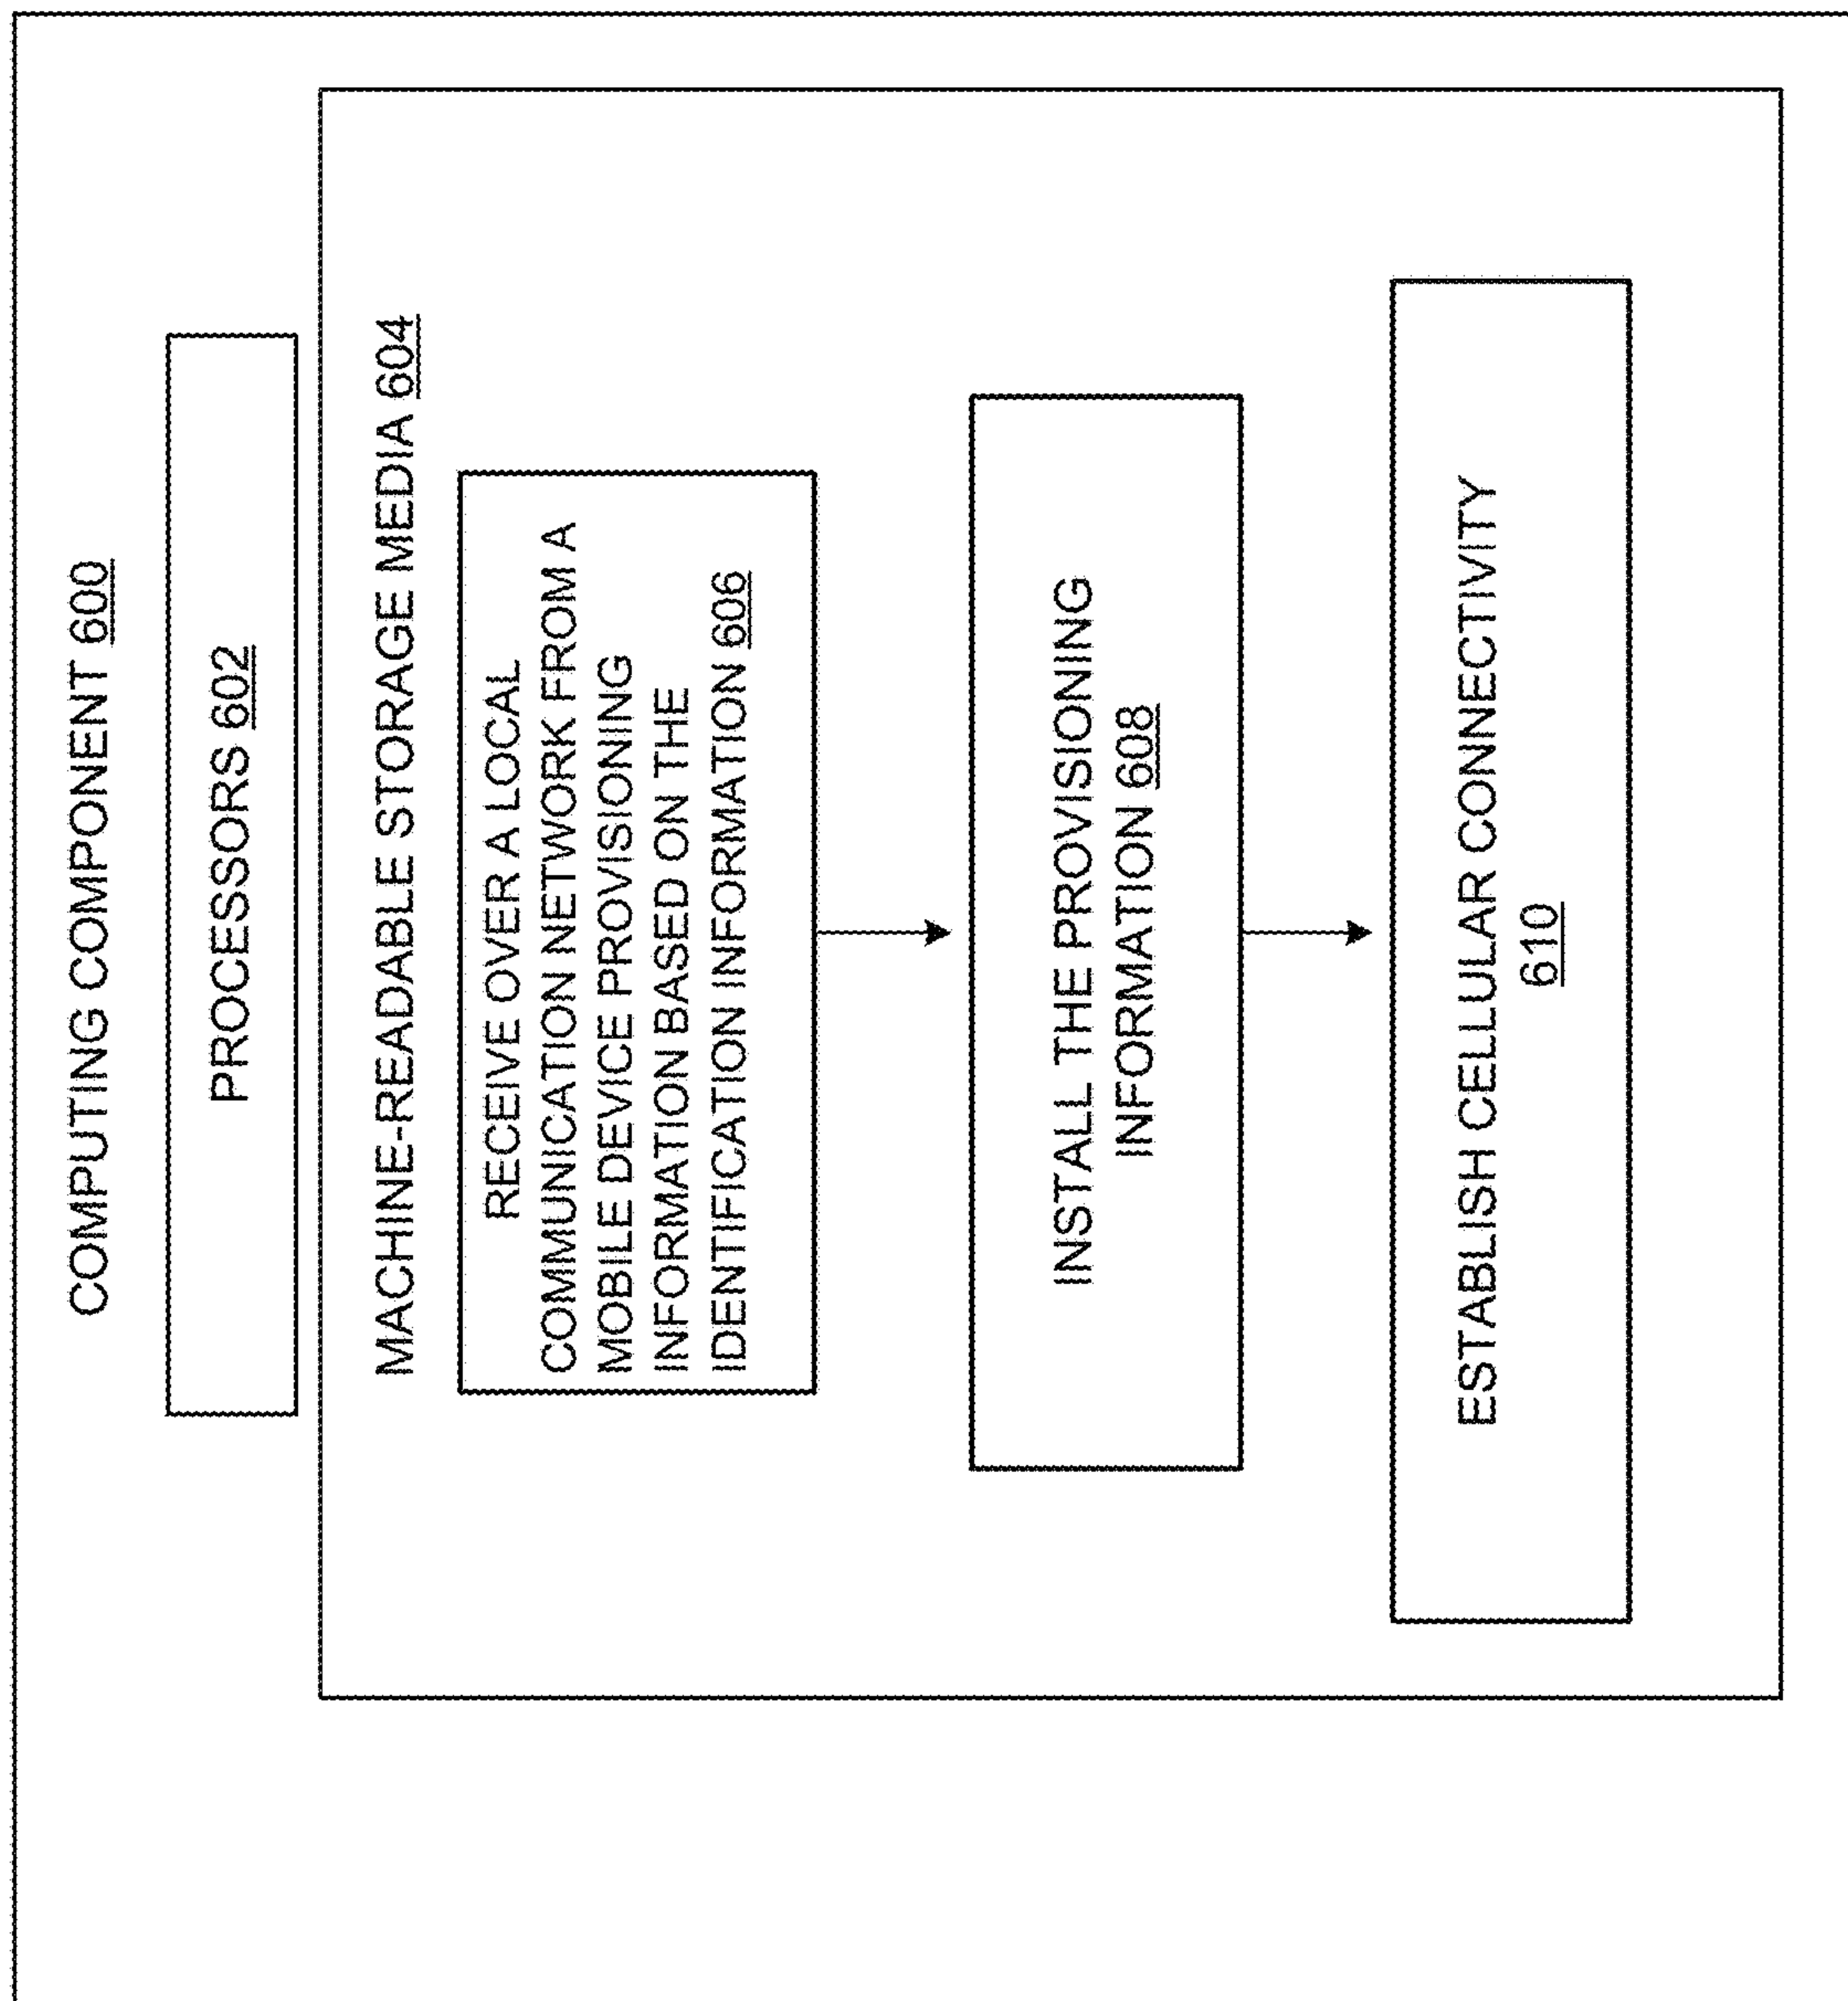 COMPUTING COMPONENT 600
PROCESSORS 602
MACHINE-READABLE STORAGE MEDIA 604
RECEIVE OVER A LOCAL
COMMUNICATION NETWORK FROM A
MOBILE DEVICE PROVISIONING
INFORMATION BASED ON THE
IDENTIFICATION INFORMATION 606
INSTALL THE PROVISIONING
INFORMATION 608
ESTABLISH CELLULAR CONNECTIVITY
610